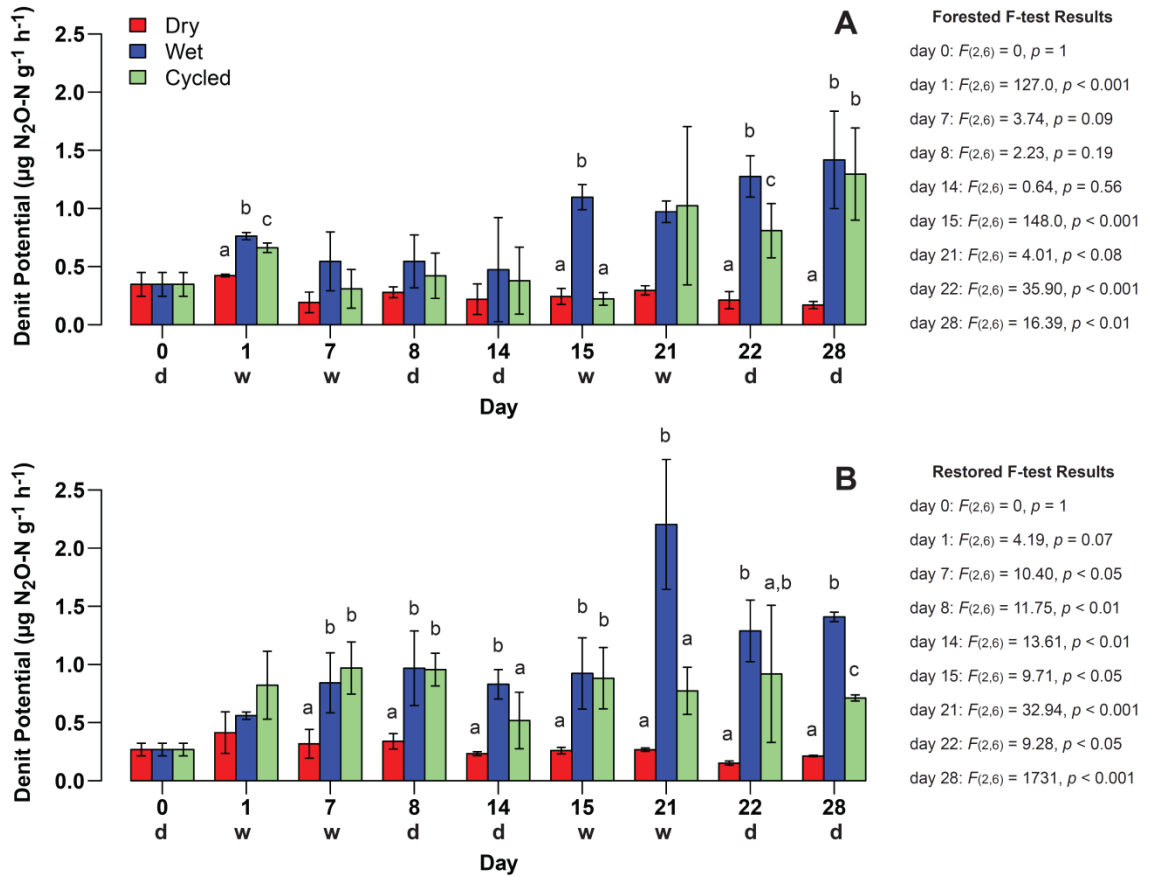 Denit Potential (µg N₂O-N g⁻¹ h⁻¹)
2.5
2.0
1.5
1.0
0.5
0.0
Dry
Wet
Cycled
A
a b c
a b a
a b c
a b b
0 1 7 8 14 15 21 22 28
d w w d d w w d d
Day
Forested F-test Results
day 0: F(2,6) = 0, p = 1
day 1: F(2,6) = 127.0, p < 0.001
day 7: F(2,6) = 3.74, p = 0.09
day 8: F(2,6) = 2.23, p = 0.19
day 14: F(2,6) = 0.64, p = 0.56
day 15: F(2,6) = 148.0, p < 0.001
day 21: F(2,6) = 4.01, p < 0.08
day 22: F(2,6) = 35.90, p < 0.001
day 28: F(2,6) = 16.39, p < 0.01
Denit Potential (µg N₂O-N g⁻¹ h⁻¹)
2.5
2.0
1.5
1.0
0.5
0.0
B
a b b
a b b
a b a
a b b
a b a
a b a,b
a b c
0 1 7 8 14 15 21 22 28
d w w d d w w d d
Day
Restored F-test Results
day 0: F(2,6) = 0, p = 1
day 1: F(2,6) = 4.19, p = 0.07
day 7: F(2,6) = 10.40, p < 0.05
day 8: F(2,6) = 11.75, p < 0.01
day 14: F(2,6) = 13.61, p < 0.01
day 15: F(2,6) = 9.71, p < 0.05
day 21: F(2,6) = 32.94, p < 0.001
day 22: F(2,6) = 9.28, p < 0.05
day 28: F(2,6) = 1731, p < 0.001